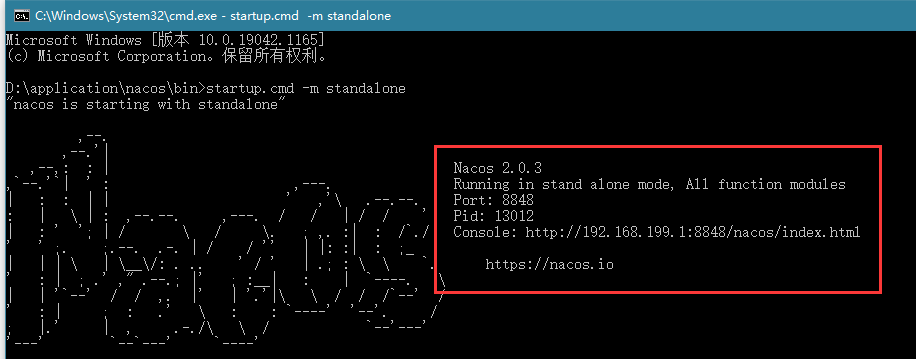 C:\Windows\System32\cmd.exe - startup.cmd  -m standalone
Microsoft Windows [版本 10.0.19042.1165]
(c) Microsoft Corporation。保留所有权利。
D:\application\nacos\bin>startup.cmd -m standalone
"nacos is starting with standalone"
Nacos 2.0.3
Running in stand alone mode, All function modules
Port: 8848
Pid: 13012
Console: http://192.168.199.1:8848/nacos/index.html
https://nacos.io